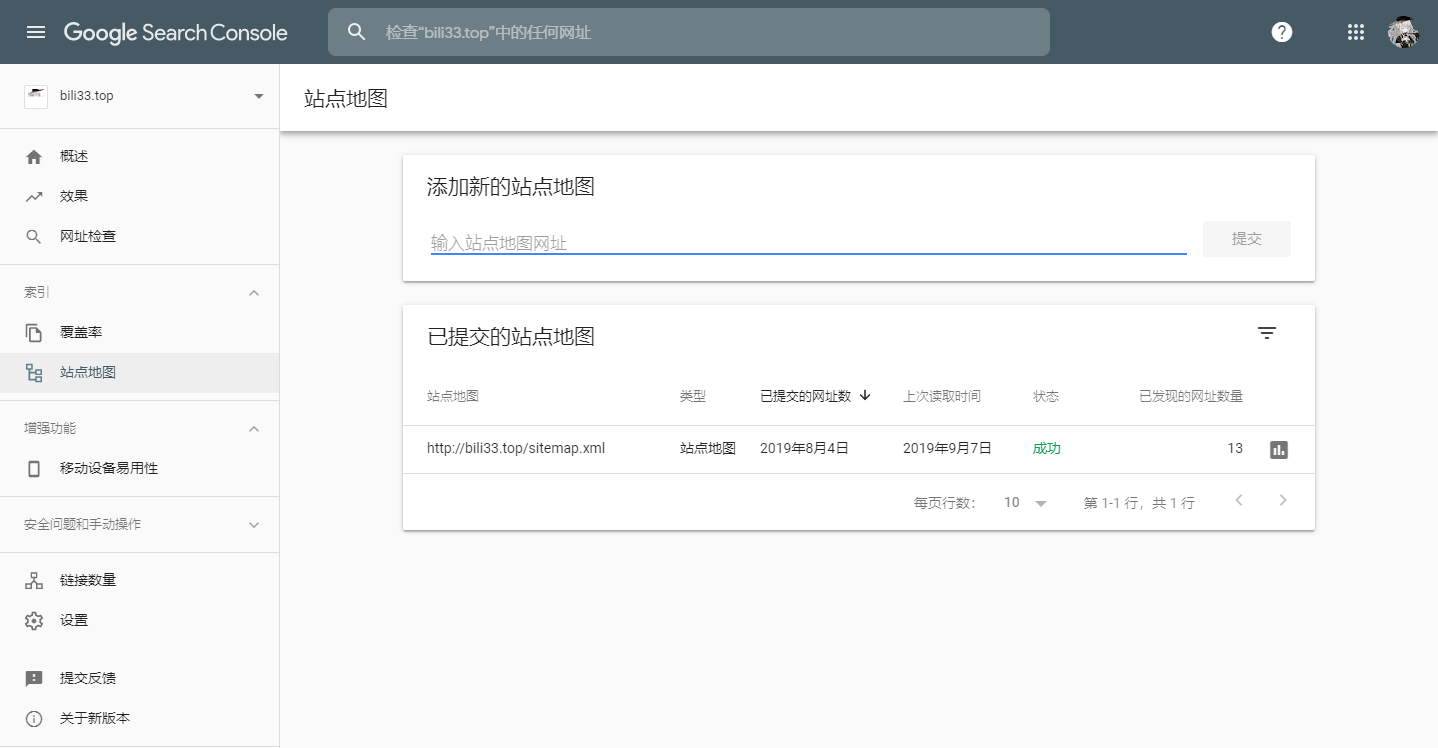 Google Search Console
检查“bili33.top”中的任何网址
bili33.top
站点地图
概述
效果
网址检查
索引
覆盖率
站点地图
增强功能
移动设备易用性
安全问题和手动操作
链接数量
设置
提交反馈
关于新版本
添加新的站点地图
输入站点地图网址
提交
已提交的站点地图
站点地图 类型 已提交的网址数 上次读取时间 状态 已发现的网址数量
http://bili33.top/sitemap.xml 站点地图 2019年8月4日 2019年9月7日 成功 13
每页行数： 10 第 1-1 行，共 1 行